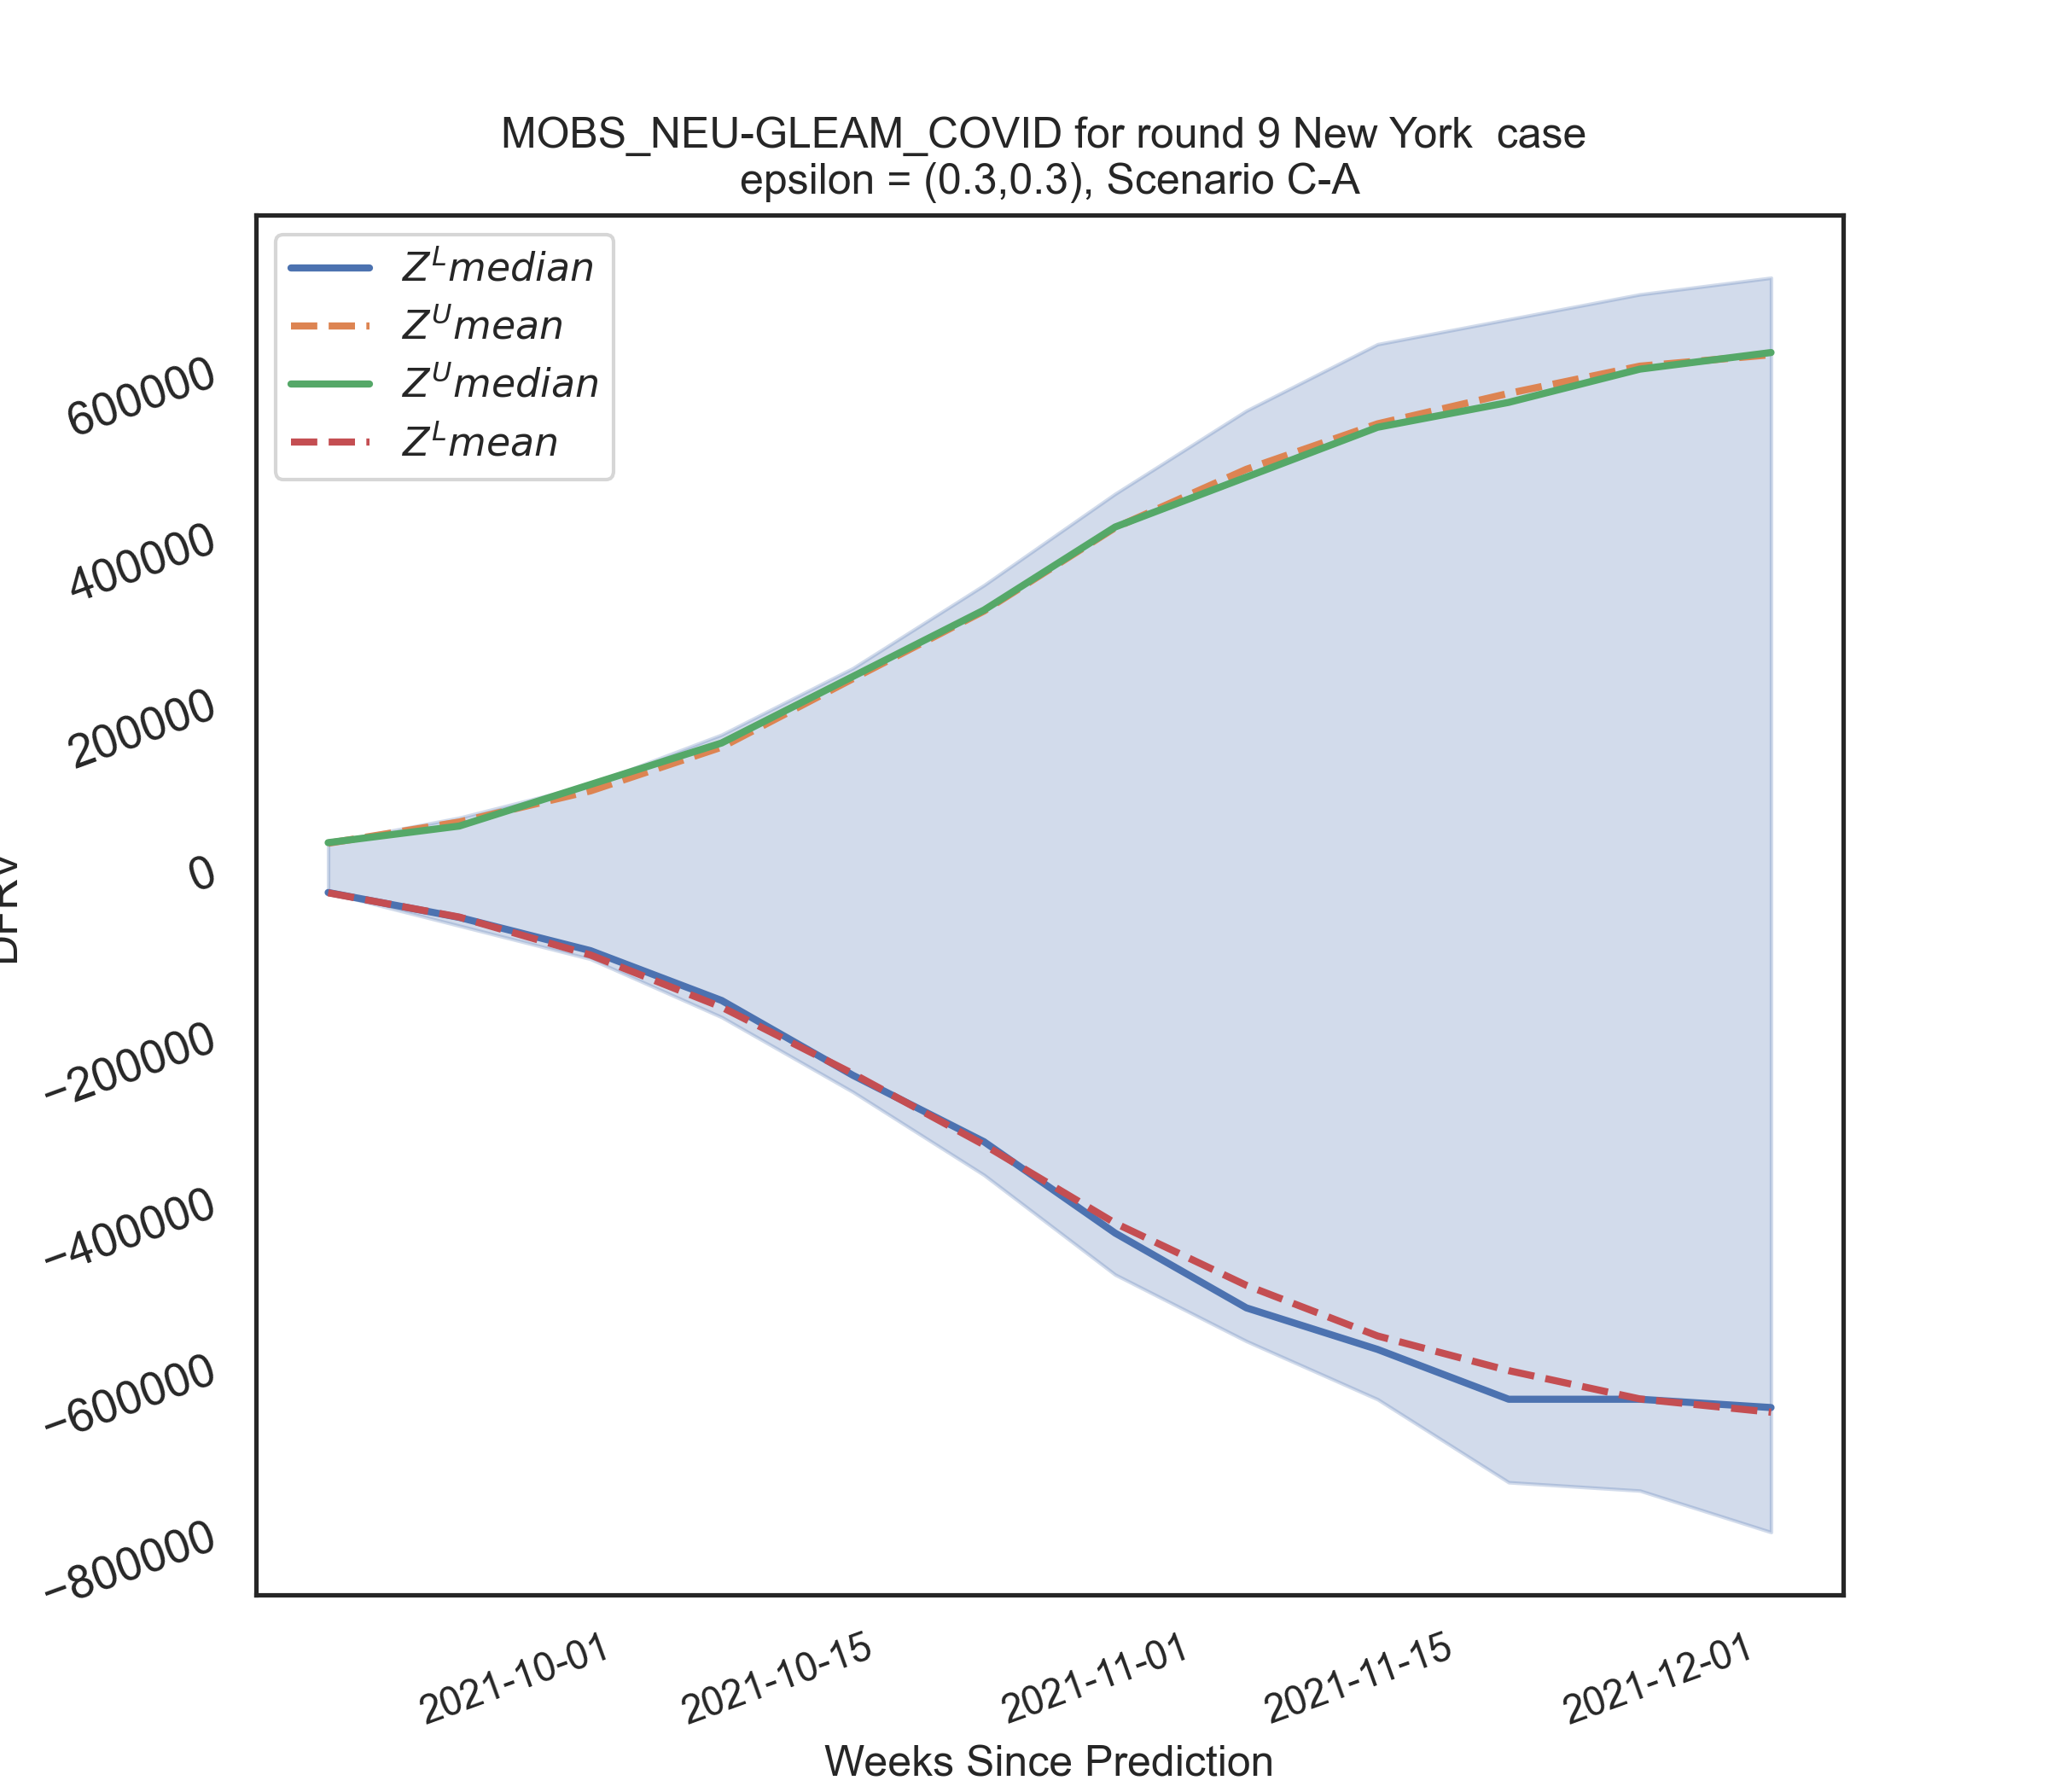 MOBS_NEU-GLEAM_COVID for round 9 New York  case
epsilon = (0.3,0.3), Scenario C-A
Z^L median
Z^U mean
Z^U median
Z^L mean
600000
400000
200000
0
−200000
−400000
−600000
−800000
2021-10-01
2021-10-15
2021-11-01
2021-11-15
2021-12-01
Weeks Since Prediction